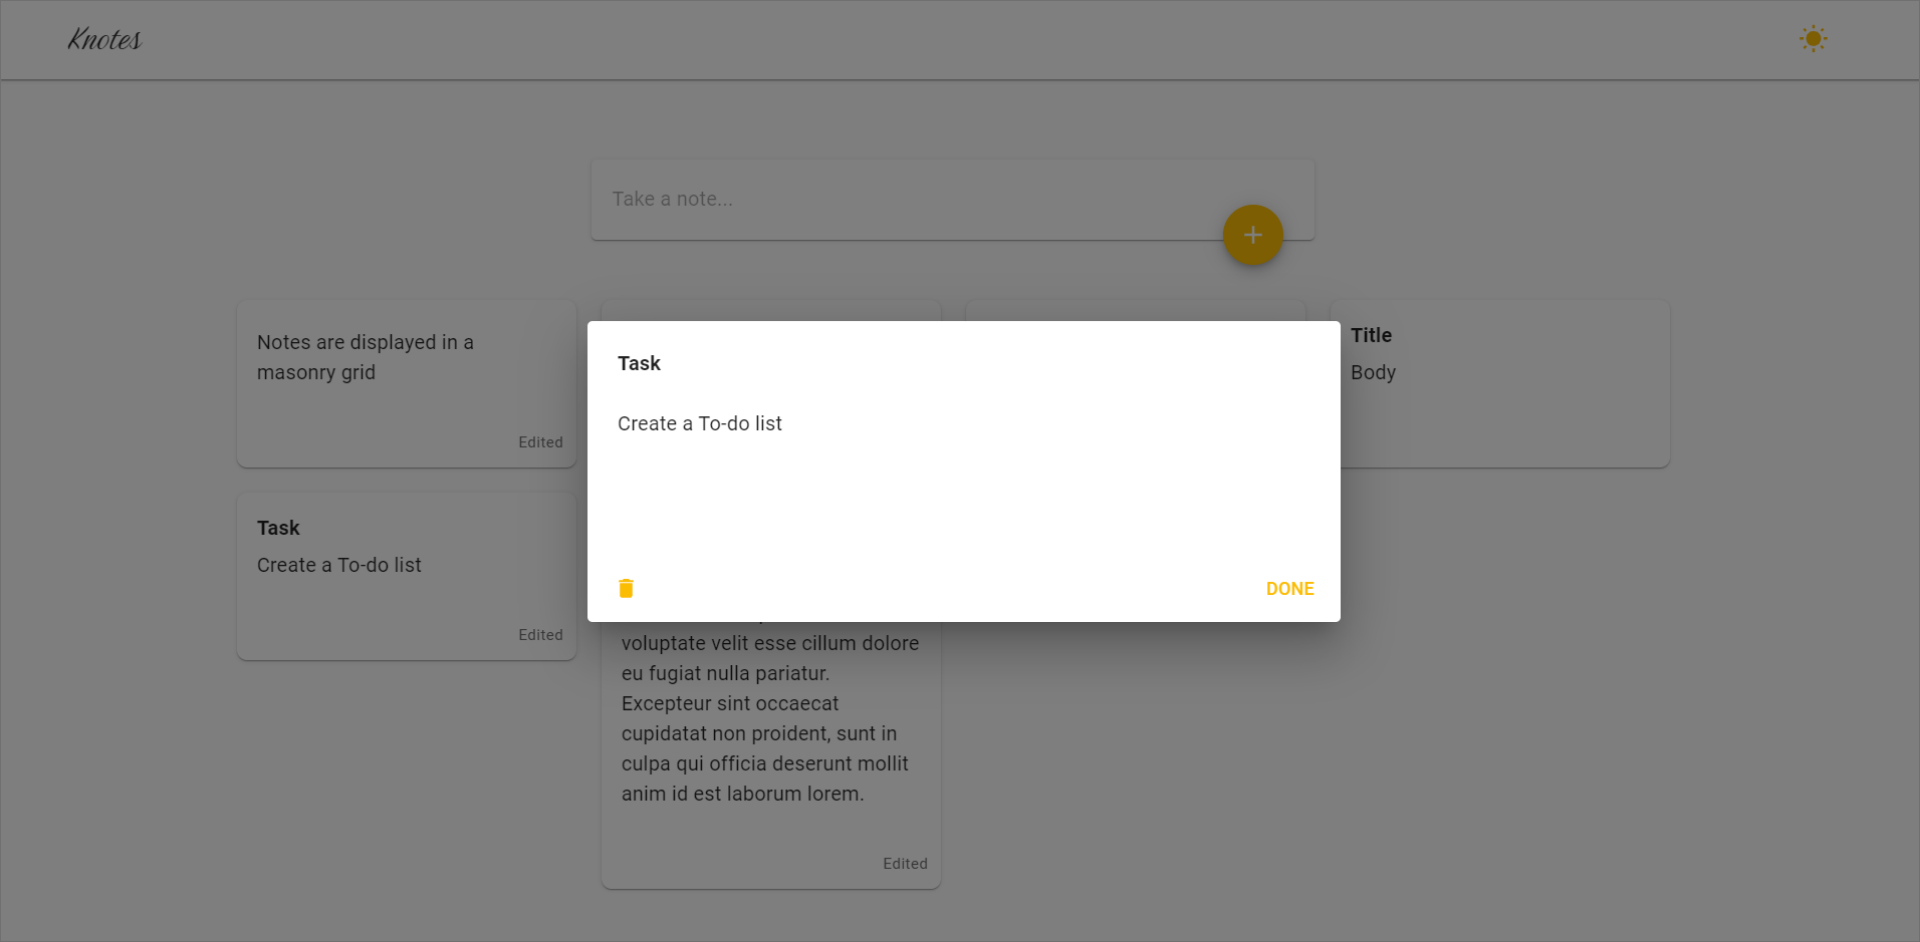 Knotes
Take a note...
Notes are displayed in a
masonry grid
Edited
Task
Create a To-do list
Edited
Task
Create a To-do list
DONE
voluptate velit esse cillum dolore
eu fugiat nulla pariatur.
Excepteur sint occaecat
cupidatat non proident, sunt in
culpa qui officia deserunt mollit
anim id est laborum lorem.
Edited
Title
Body